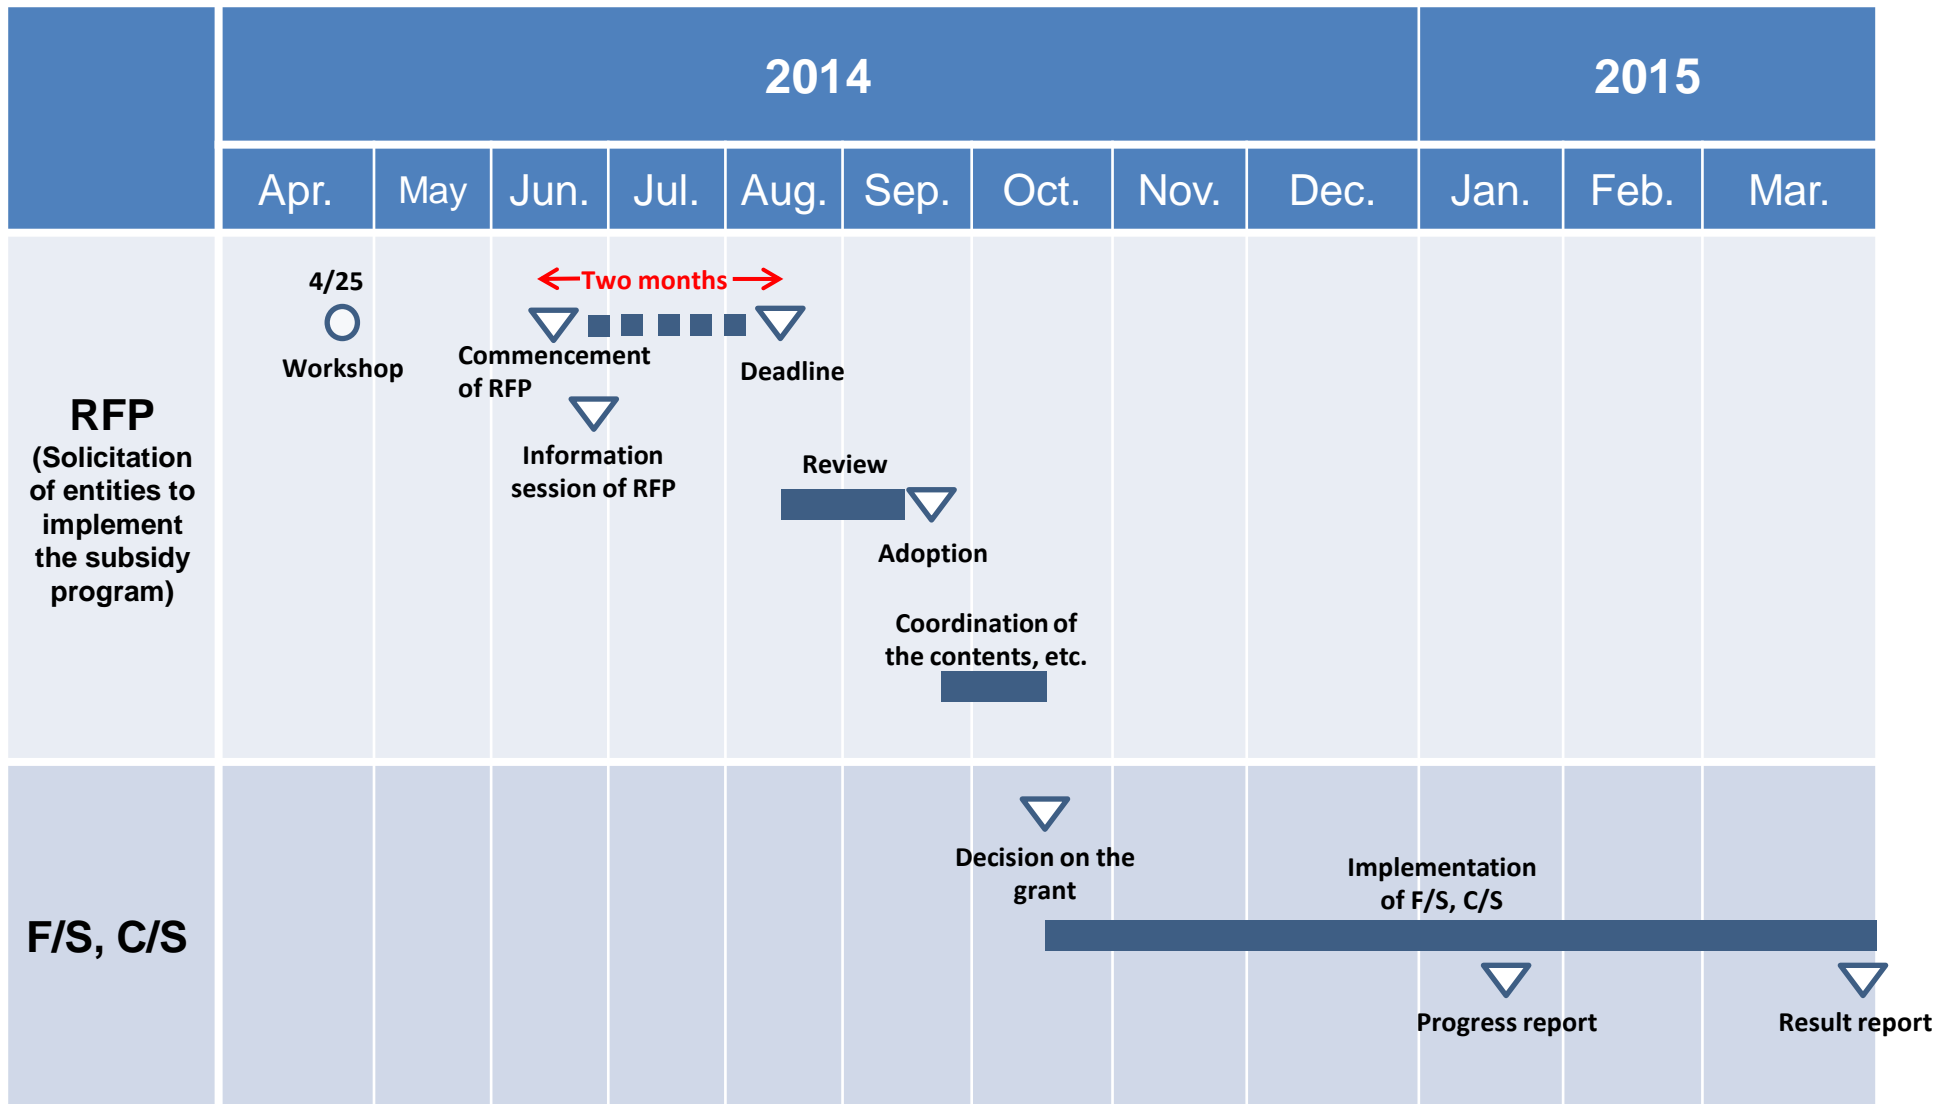 2014
2015
Apr.
May
Jun.
Jul.
Aug.
Sep.
Oct.
Nov.
Dec.
Jan.
Feb.
Mar.
RFP
(Solicitation
of entities to
implement
the subsidy
program)
4/25
Workshop
Two months
Commencement
of RFP
Deadline
Information
session of RFP
Review
Adoption
Coordination of
the contents, etc.
F/S, C/S
Decision on the
grant
Implementation
of F/S, C/S
Progress report
Result report